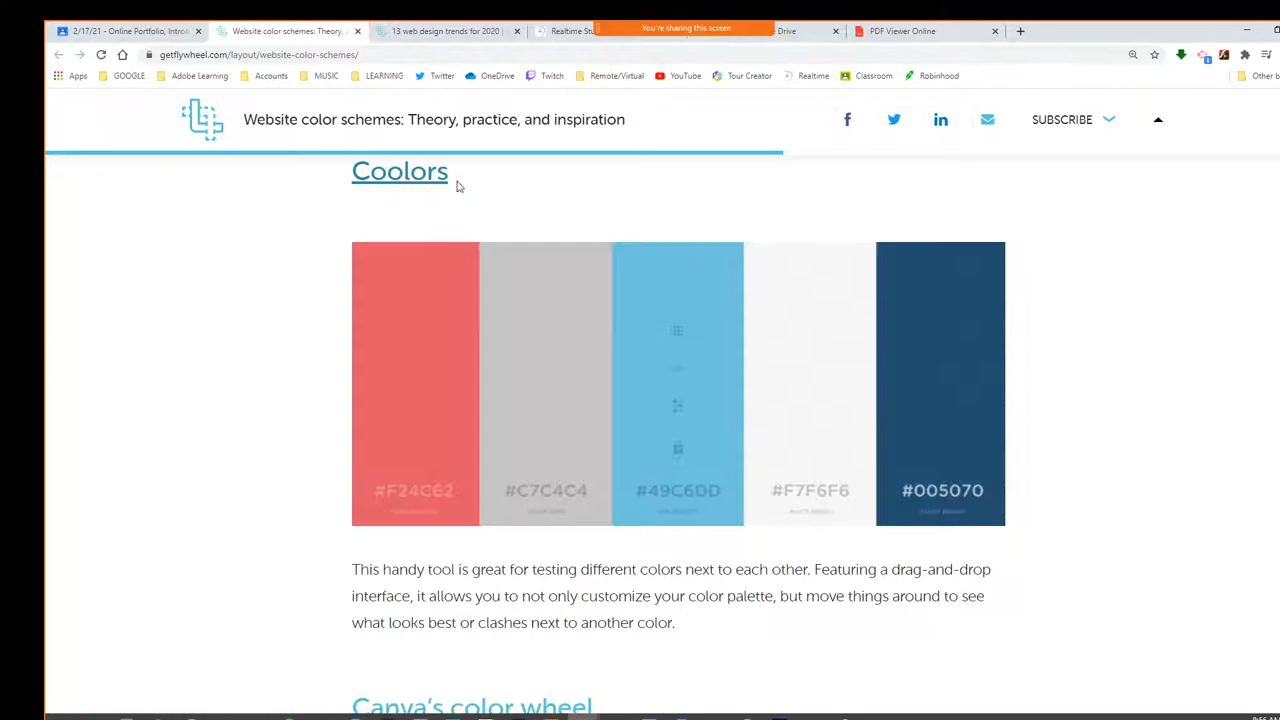 You're sharing this screen
2/17/21 - Online Portfolio, Introd
Website color schemes: Theory,
13 web design trends for 2020 |
Realtime Stu
Drive
PDF Viewer Online
getflywheel.com/layout/website-color-schemes/
Apps GOOGLE Adobe Learning Accounts MUSIC LEARNING Twitter OneDrive Twitch Remote/Virtual YouTube Tour Creator Realtime Classroom Robinhood Other b
Website color schemes: Theory, practice, and inspiration
SUBSCRIBE
Coolors
#F24C62 #C7C4C4 #49C6DD #F7F6F6 #005070
This handy tool is great for testing different colors next to each other. Featuring a drag-and-drop
interface, it allows you to not only customize your color palette, but move things around to see
what looks best or clashes next to another color.
Canva's color wheel